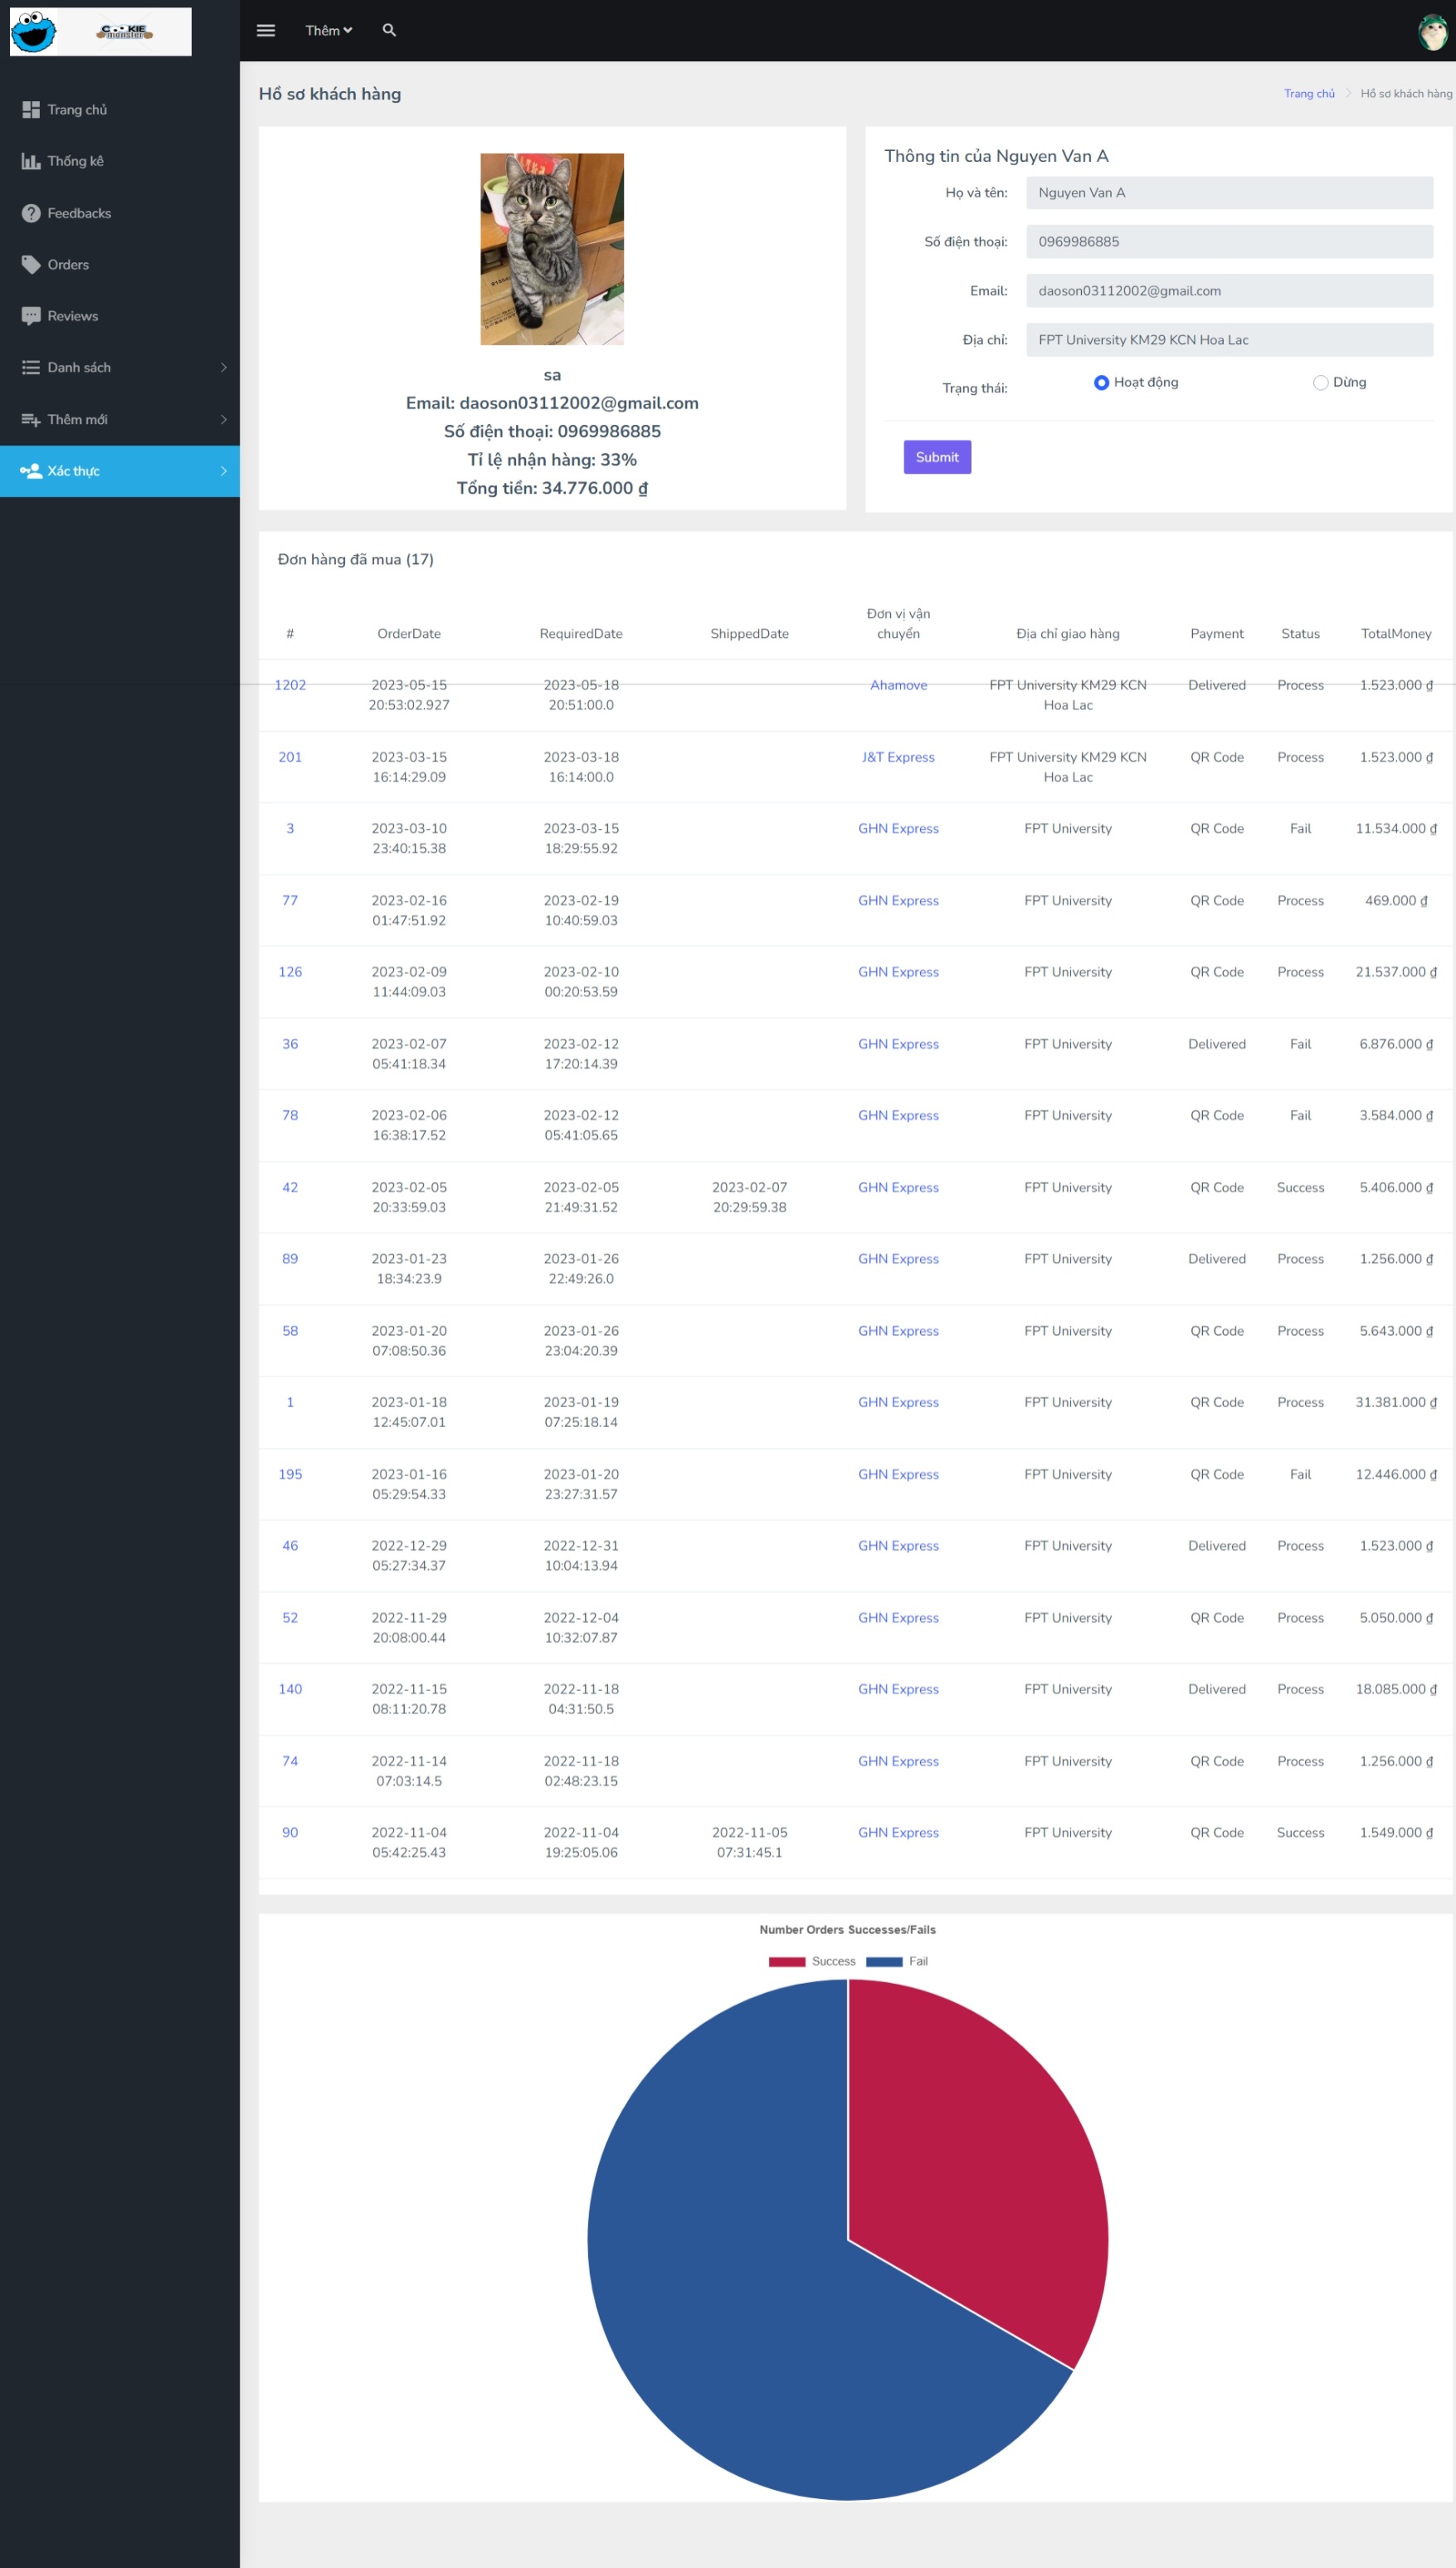 COOKIE
monster
Thêm
Trang chủ
Thống kê
Feedbacks
Orders
Reviews
Danh sách
Thêm mới
Xác thực
Hồ sơ khách hàng
Trang chủ
Hồ sơ khách hàng
sa
Email: daoson03112002@gmail.com
Số điện thoại: 0969986885
Tỉ lệ nhận hàng: 33%
Tổng tiền: 34.776.000 ₫
Thông tin của Nguyen Van A
Họ và tên: Nguyen Van A
Số điện thoại: 0969986885
Email: daoson03112002@gmail.com
Địa chỉ: FPT University KM29 KCN Hoa Lac
Trạng thái: Hoạt động Dừng
Submit
Đơn hàng đã mua (17)
Đơn vị vận
# OrderDate RequiredDate ShippedDate chuyển Địa chỉ giao hàng Payment Status TotalMoney
1202 2023-05-15 2023-05-18 Ahamove FPT University KM29 KCN Delivered Process 1.523.000 ₫
20:53:02.927 20:51:00.0 Hoa Lac
201 2023-03-15 2023-03-18 J&T Express FPT University KM29 KCN QR Code Process 1.523.000 ₫
16:14:29.09 16:14:00.0 Hoa Lac
3 2023-03-10 2023-03-15 GHN Express FPT University QR Code Fail 11.534.000 ₫
23:40:15.38 18:29:55.92
77 2023-02-16 2023-02-19 GHN Express FPT University QR Code Process 469.000 ₫
01:47:51.92 10:40:59.03
126 2023-02-09 2023-02-10 GHN Express FPT University QR Code Process 21.537.000 ₫
11:44:09.03 00:20:53.59
36 2023-02-07 2023-02-12 GHN Express FPT University Delivered Fail 6.876.000 ₫
05:41:18.34 17:20:14.39
78 2023-02-06 2023-02-12 GHN Express FPT University QR Code Fail 3.584.000 ₫
16:38:17.52 05:41:05.65
42 2023-02-05 2023-02-05 2023-02-07 GHN Express FPT University QR Code Success 5.406.000 ₫
20:33:59.03 21:49:31.52 20:29:59.38
89 2023-01-23 2023-01-26 GHN Express FPT University Delivered Process 1.256.000 ₫
18:34:23.9 22:49:26.0
58 2023-01-20 2023-01-26 GHN Express FPT University QR Code Process 5.643.000 ₫
07:08:50.36 23:04:20.39
1 2023-01-18 2023-01-19 GHN Express FPT University QR Code Process 31.381.000 ₫
12:45:07.01 07:25:18.14
195 2023-01-16 2023-01-20 GHN Express FPT University QR Code Fail 12.446.000 ₫
05:29:54.33 23:27:31.57
46 2022-12-29 2022-12-31 GHN Express FPT University Delivered Process 1.523.000 ₫
05:27:34.37 10:04:13.94
52 2022-11-29 2022-12-04 GHN Express FPT University QR Code Process 5.050.000 ₫
20:08:00.44 10:32:07.87
140 2022-11-15 2022-11-18 GHN Express FPT University Delivered Process 18.085.000 ₫
08:11:20.78 04:31:50.5
74 2022-11-14 2022-11-18 GHN Express FPT University QR Code Process 1.256.000 ₫
07:03:14.5 02:48:23.15
90 2022-11-04 2022-11-04 2022-11-05 GHN Express FPT University QR Code Success 1.549.000 ₫
05:42:25.43 19:25:05.06 07:31:45.1
Number Orders Successes/Fails
Success Fail